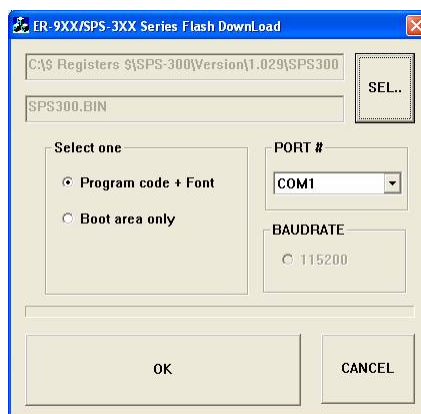 ER-9XX/SPS-3XX Series Flash DownLoad
C:\$ Registers $\SPS-300\Version\1.029\SPS300
SEL..
SPS300.BIN
Select one
Program code + Font
Boot area only
PORT #
COM1
BAUDRATE
115200
OK
CANCEL